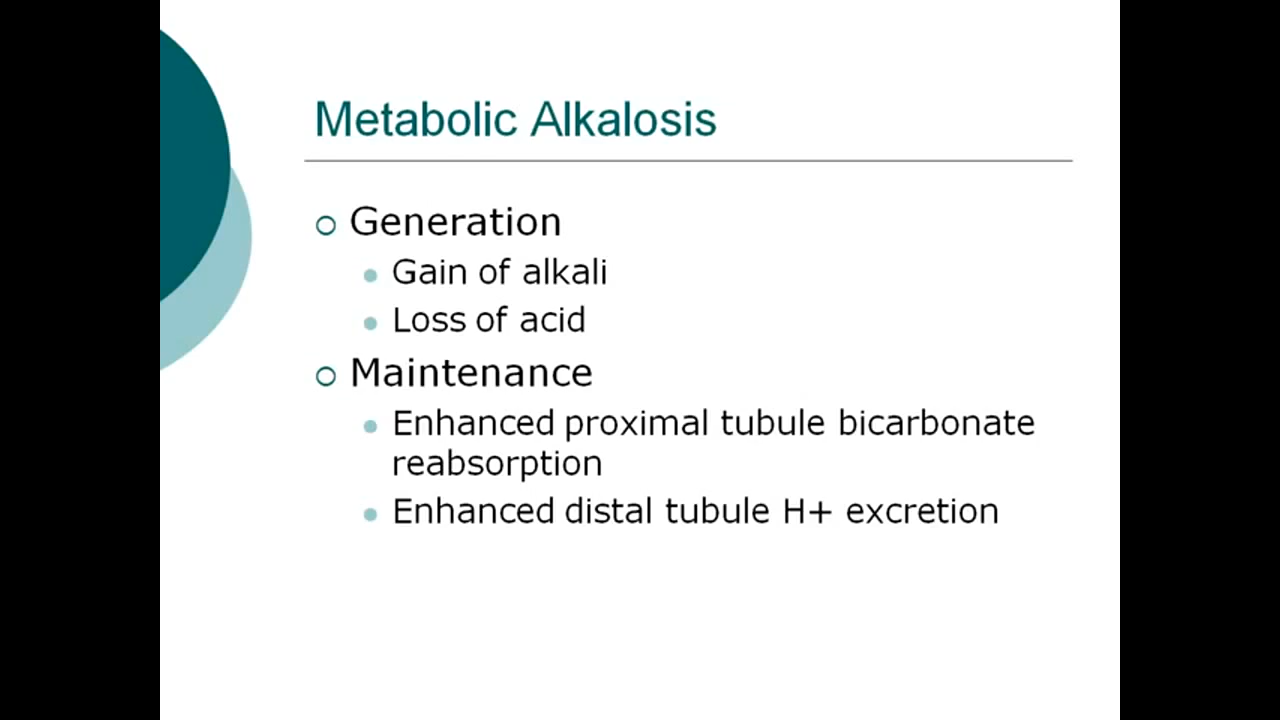 Metabolic Alkalosis
Generation
Gain of alkali
Loss of acid
Maintenance
Enhanced proximal tubule bicarbonate
reabsorption
Enhanced distal tubule H+ excretion